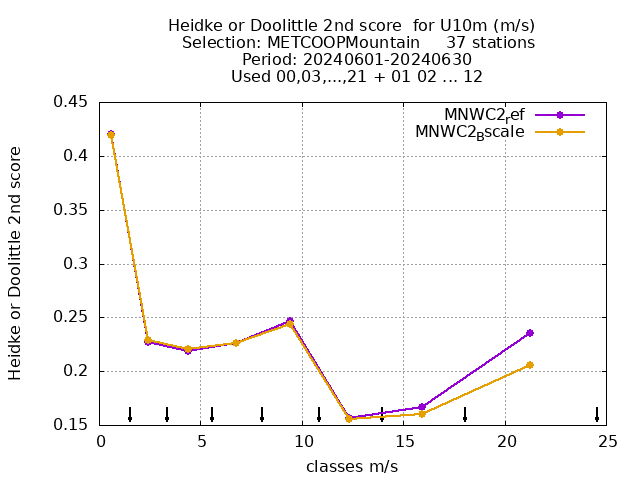 Heidke or Doolittle 2nd score  for U10m (m/s)
Selection: METCOOPMountain     37 stations
Period: 20240601-20240630
Used 00,03,...,21 + 01 02 ... 12
MNWC2ref
MNWC2Bscale
Heidke or Doolittle 2nd score
0.45
0.4
0.35
0.3
0.25
0.2
0.15
0 5 10 15 20 25
classes m/s